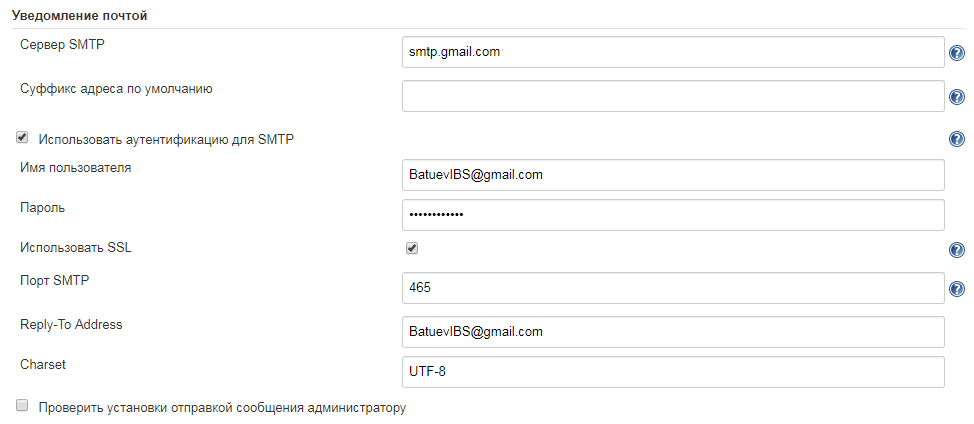 Уведомление почтой
Сервер SMTP
smtp.gmail.com
Суффикс адреса по умолчанию
Использовать аутентификацию для SMTP
Имя пользователя
BatuevIBS@gmail.com
Пароль
••••••••••••
Использовать SSL
Порт SMTP
465
Reply-To Address
BatuevIBS@gmail.com
Charset
UTF-8
Проверить установки отправкой сообщения администратору